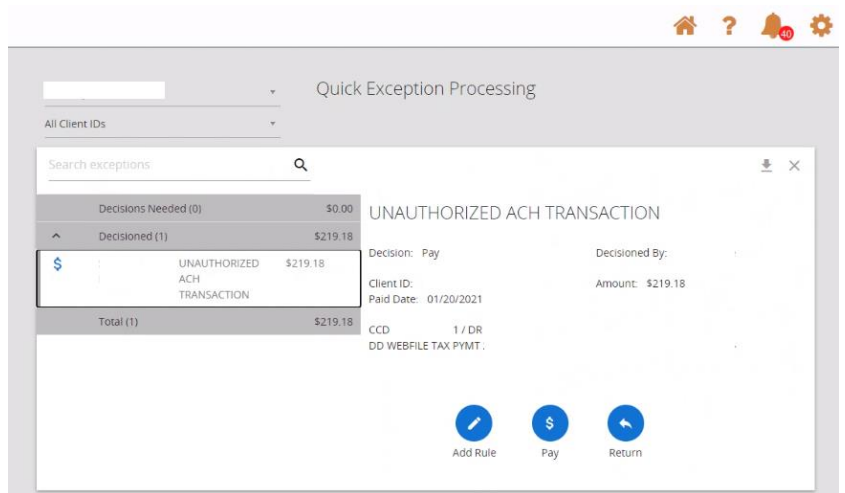 40
Quick Exception Processing
All Client IDs
Search exceptions
Decisions Needed (0) $0.00
Decisioned (1) $219.18
$ UNAUTHORIZED $219.18
ACH
TRANSACTION
Total (1) $219.18
UNAUTHORIZED ACH TRANSACTION
Decision: Pay Decisioned By:
Client ID: Amount: $219.18
Paid Date: 01/20/2021
CCD 1 / DR
DD WEBFILE TAX PYMT :
$
Add Rule Pay Return